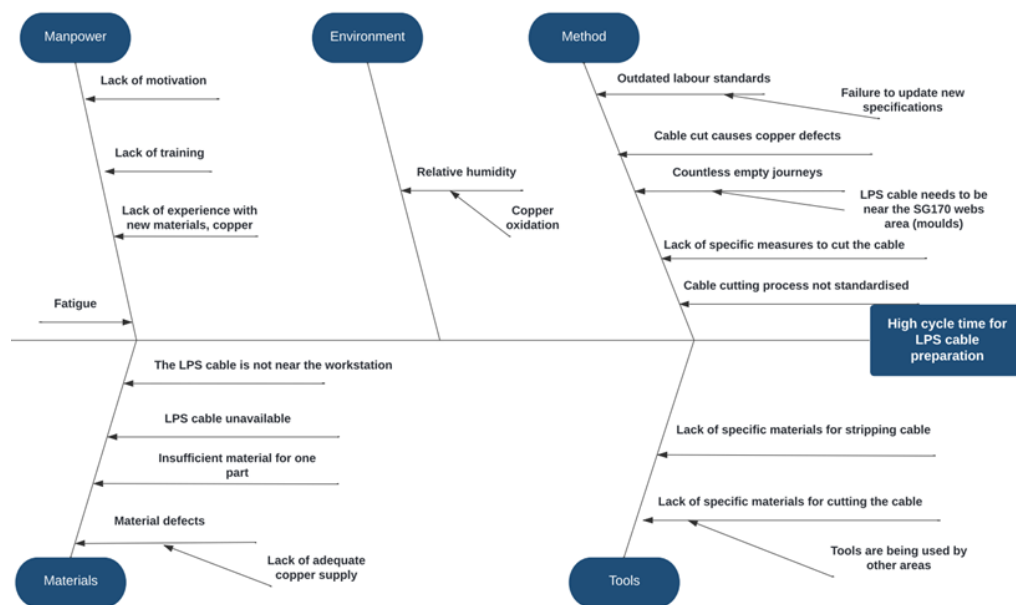 Manpower
Environment
Method
Lack of motivation
Lack of training
Lack of experience with
new materials, copper
Fatigue
Relative humidity
Copper
oxidation
Outdated labour standards
Failure to update new
specifications
Cable cut causes copper defects
Countless empty journeys
LPS cable needs to be
near the SG170 webs
area (moulds)
Lack of specific measures to cut the cable
Cable cutting process not standardised
High cycle time for
LPS cable
preparation
The LPS cable is not near the workstation
LPS cable unavailable
Insufficient material for one
part
Material defects
Lack of adequate
copper supply
Lack of specific materials for stripping cable
Lack of specific materials for cutting the cable
Tools are being used by
other areas
Materials
Tools